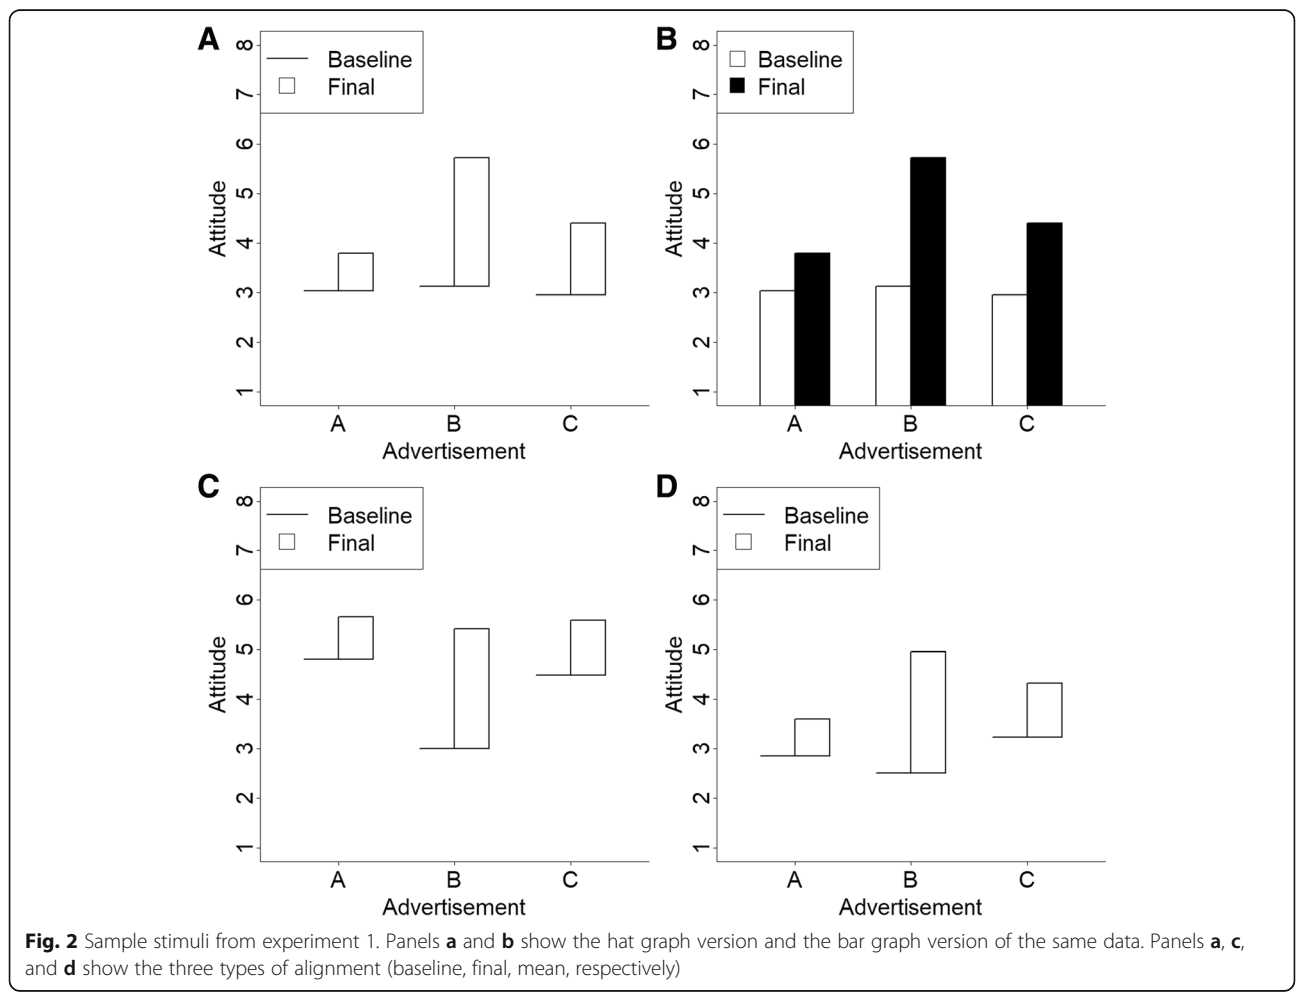 A
8
7
6
5
4
3
2
1
Attitude
Baseline
Final
A B C
Advertisement
B
8
7
6
5
4
3
2
1
Attitude
Baseline
Final
A B C
Advertisement
C
8
7
6
5
4
3
2
1
Attitude
Baseline
Final
A B C
Advertisement
D
8
7
6
5
4
3
2
1
Attitude
Baseline
Final
A B C
Advertisement
Fig. 2 Sample stimuli from experiment 1. Panels a and b show the hat graph version and the bar graph version of the same data. Panels a, c,
and d show the three types of alignment (baseline, final, mean, respectively)